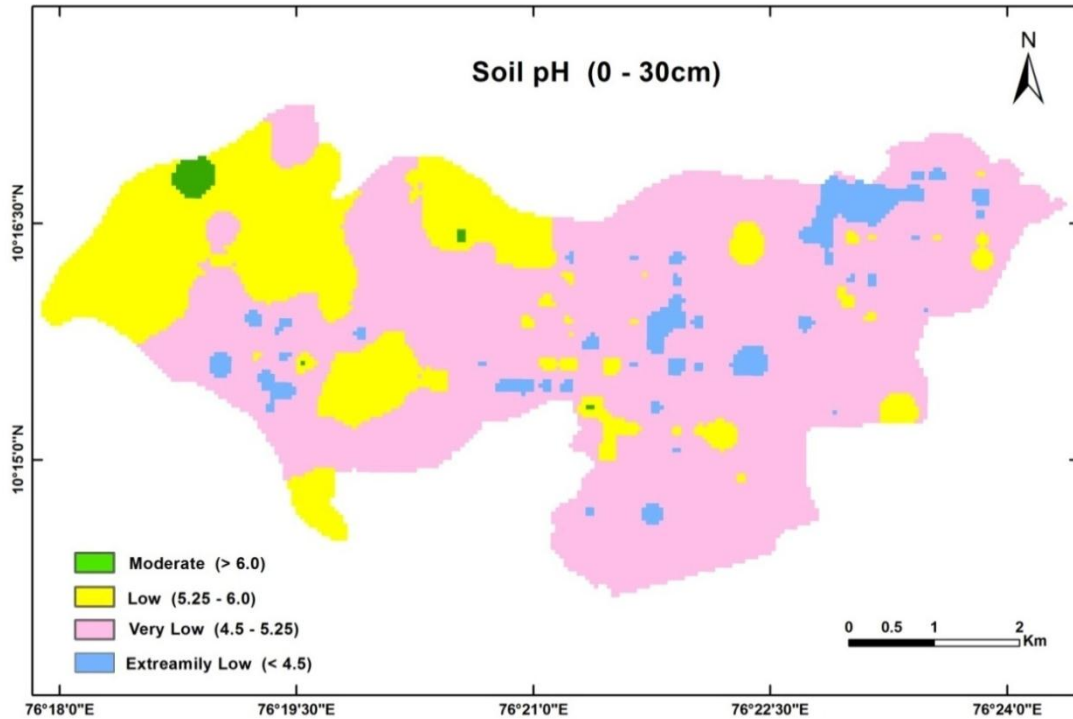 Soil pH (0 - 30cm)
N
10°16'30"N
10°15'0"N
Moderate (> 6.0)
Low (5.25 - 6.0)
Very Low (4.5 - 5.25)
Extreamily Low (< 4.5)
0 0.5 1 2
Km
76°18'0"E 76°19'30"E 76°21'0"E 76°22'30"E 76°24'0"E